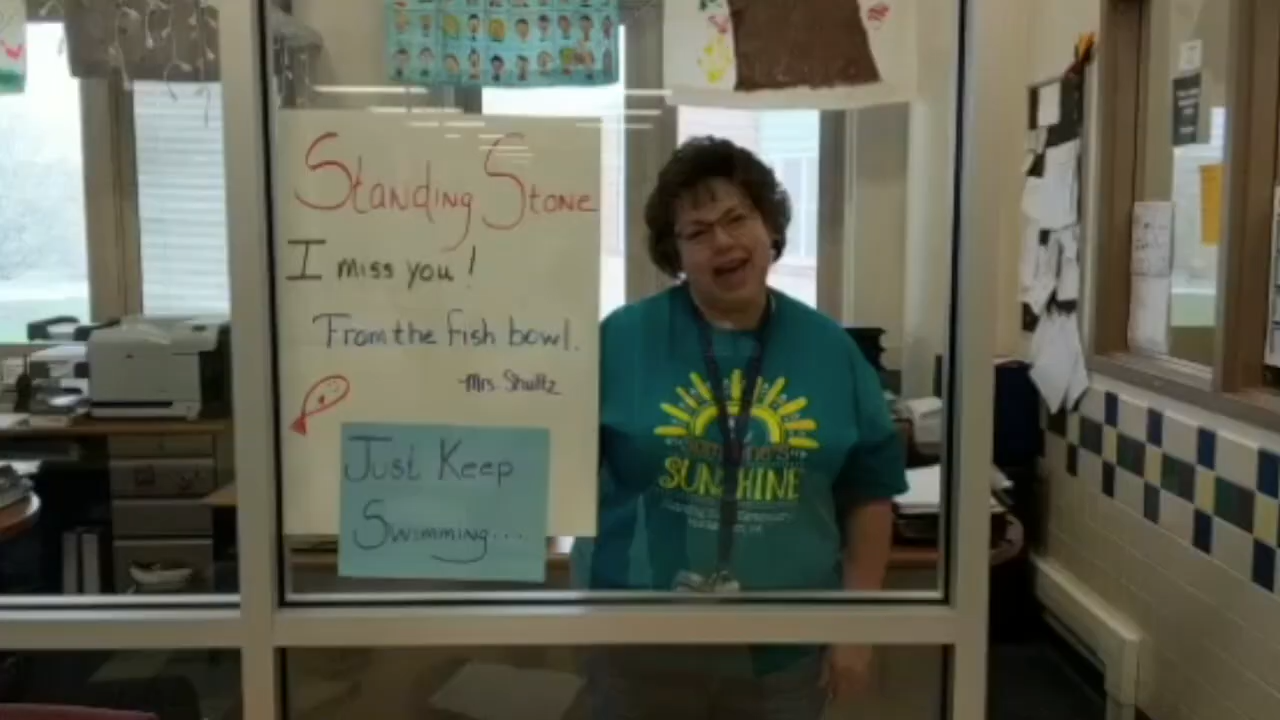 Standing Stone
I miss you!
From the fish bowl.
-Mrs. Shultz
Just Keep
Swimming....
SUNSHINE